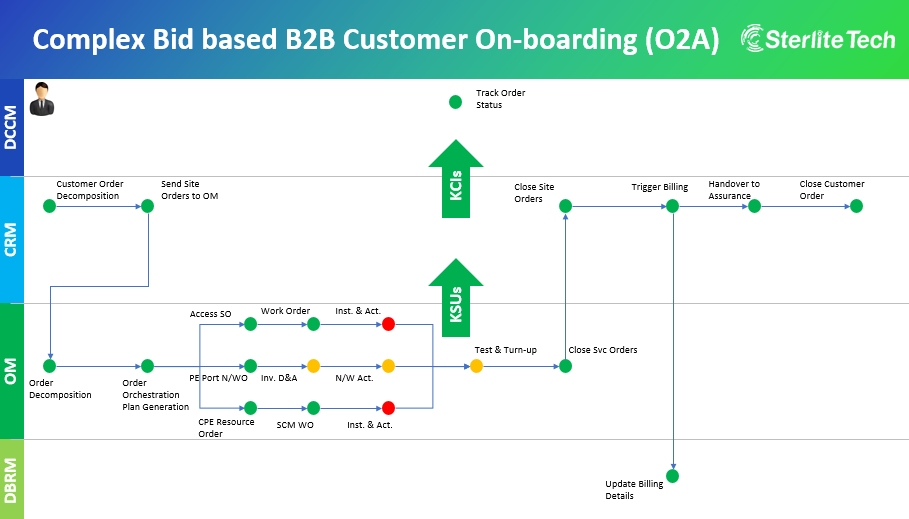 Complex Bid based B2B Customer On-boarding (O2A)
SterliteTech
DCCM
Track Order
Status
KCIs
CRM
Customer Order
Decomposition
Send Site
Orders to OM
Close Site
Orders
Trigger Billing
Handover to
Assurance
Close Customer
Order
KSUs
OM
Order
Decomposition
Order
Orchestration
Plan Generation
Access SO
Work Order
Inst. & Act.
PE Port N/WO
Inv. D&A
N/W Act.
CPE Resource
Order
SCM WO
Inst. & Act.
Test & Turn-up
Close Svc Orders
DBRM
Update Billing
Details